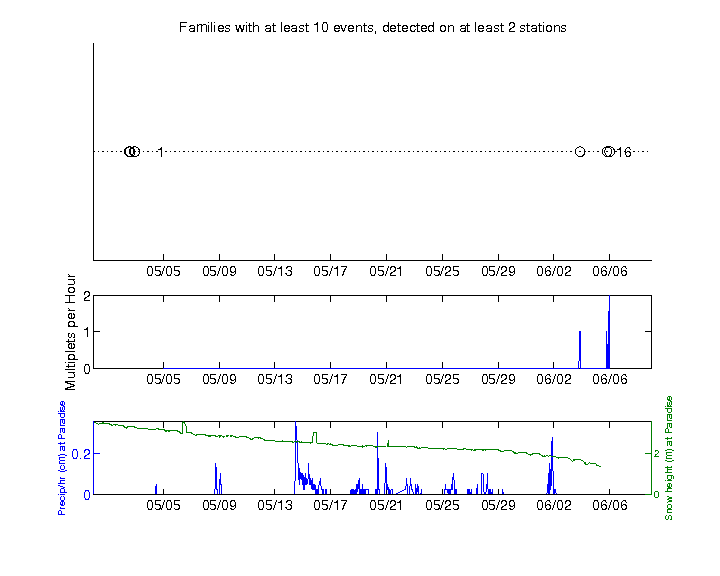 Families with at least 10 events, detected on at least 2 stations
1
16
05/05 05/09 05/13 05/17 05/21 05/25 05/29 06/02 06/06
Multiplets per Hour
2
1
0
05/05 05/09 05/13 05/17 05/21 05/25 05/29 06/02 06/06
Precip/hr (cm) at Paradise
0.2
0
2
0
Snow height (m) at Paradise
05/05 05/09 05/13 05/17 05/21 05/25 05/29 06/02 06/06